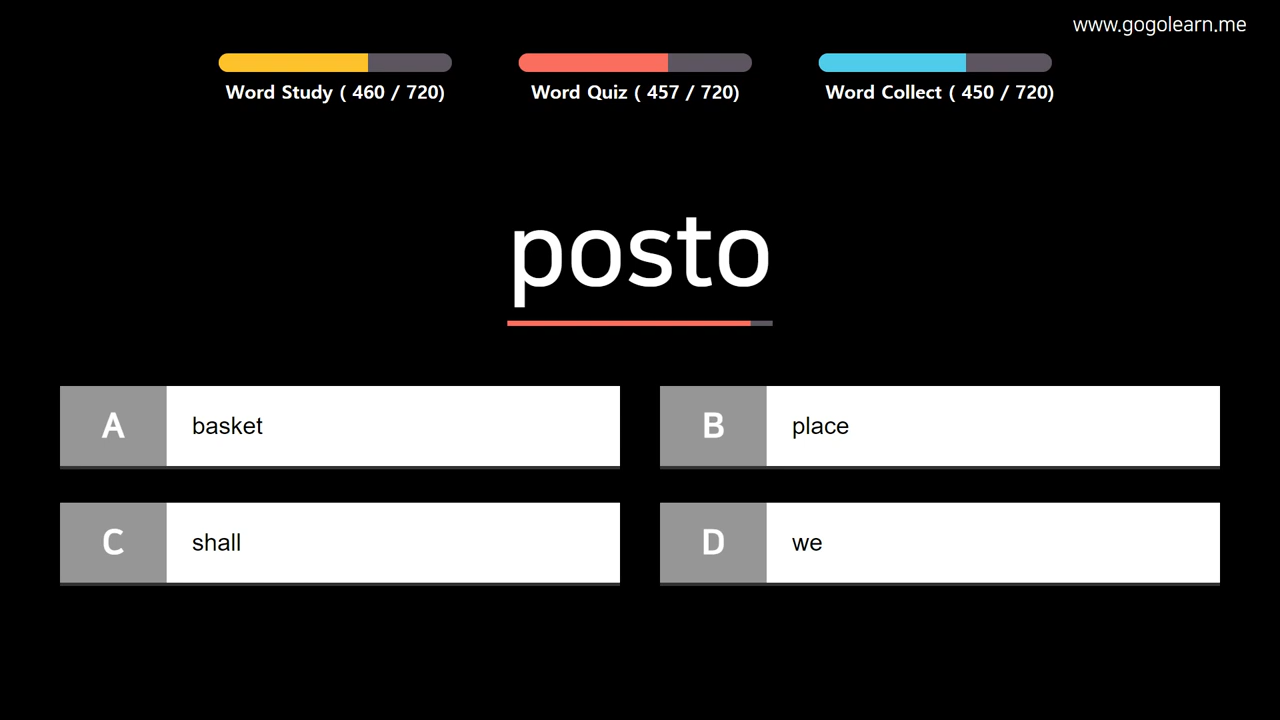 www.gogolearn.me
Word Study ( 460 / 720)
Word Quiz ( 457 / 720)
Word Collect ( 450 / 720)
posto
A basket
B place
C shall
D we